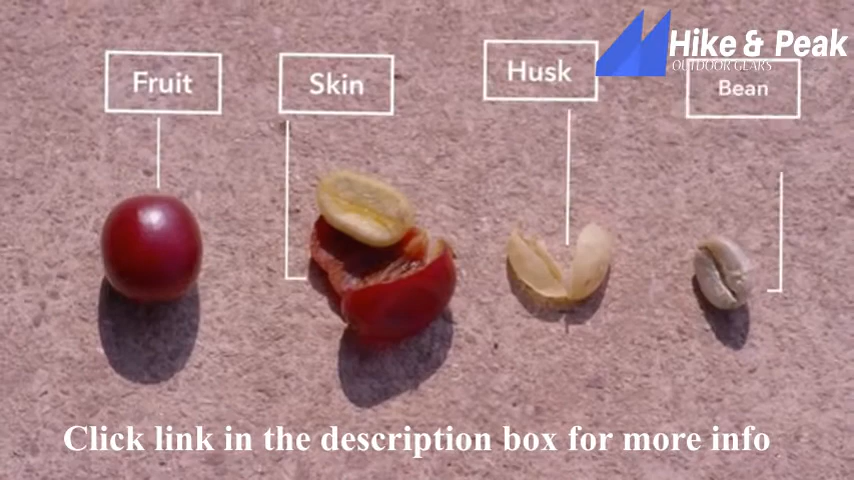 Hike & Peak
OUTDOOR GEARS
Fruit
Skin
Husk
Bean
Click link in the description box for more info